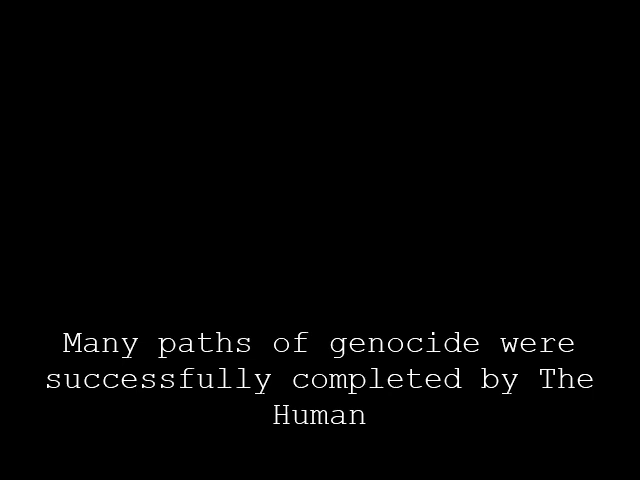 Many paths of genocide were
successfully completed by The
Human